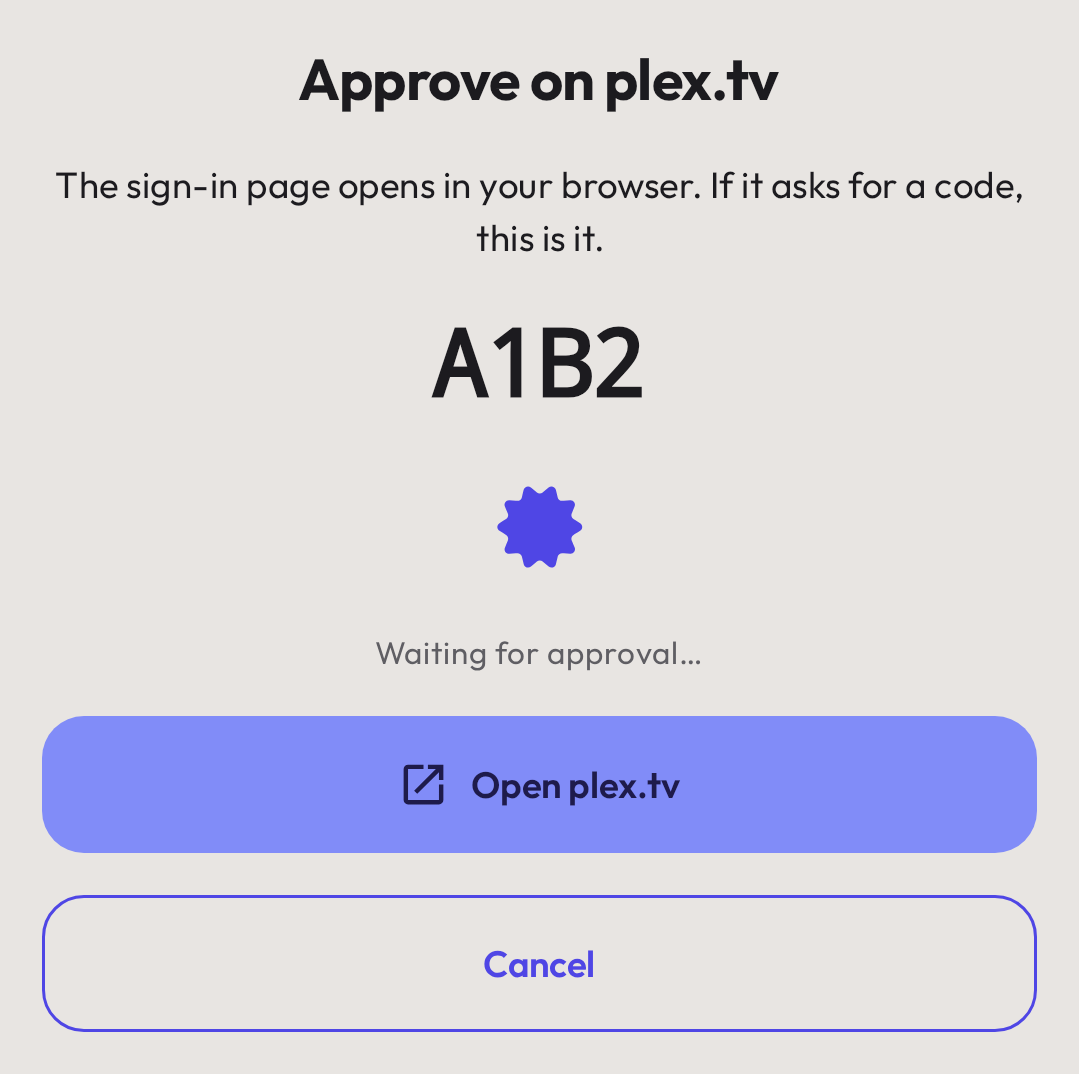 Approve on plex.tv
The sign-in page opens in your browser. If it asks for a code,
this is it.
A1B2
Waiting for approval…
Open plex.tv
Cancel